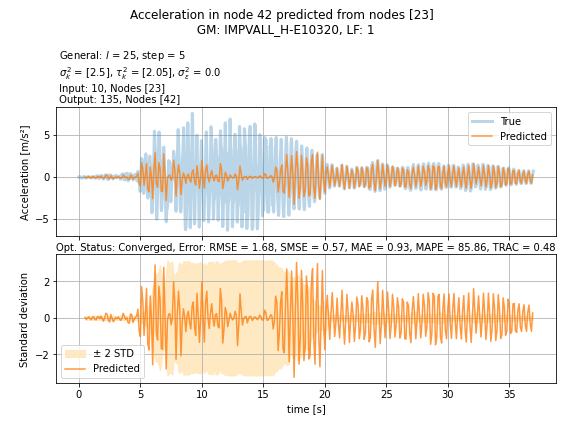 Acceleration in node 42 predicted from nodes [23]
GM: IMPVALL_H-E10320, LF: 1
General: l = 25, step = 5
σ²ₖ = [2.5], τ²ₖ = [2.05], σ²_ε = 0.0
Input: 10, Nodes [23]
Output: 135, Nodes [42]
Acceleration [m/s²]
5
0
−5
True
Predicted
Opt. Status: Converged, Error: RMSE = 1.68, SMSE = 0.57, MAE = 0.93, MAPE = 85.86, TRAC = 0.48
Standard deviation
2
0
−2
± 2 STD
Predicted
0 5 10 15 20 25 30 35
time [s]